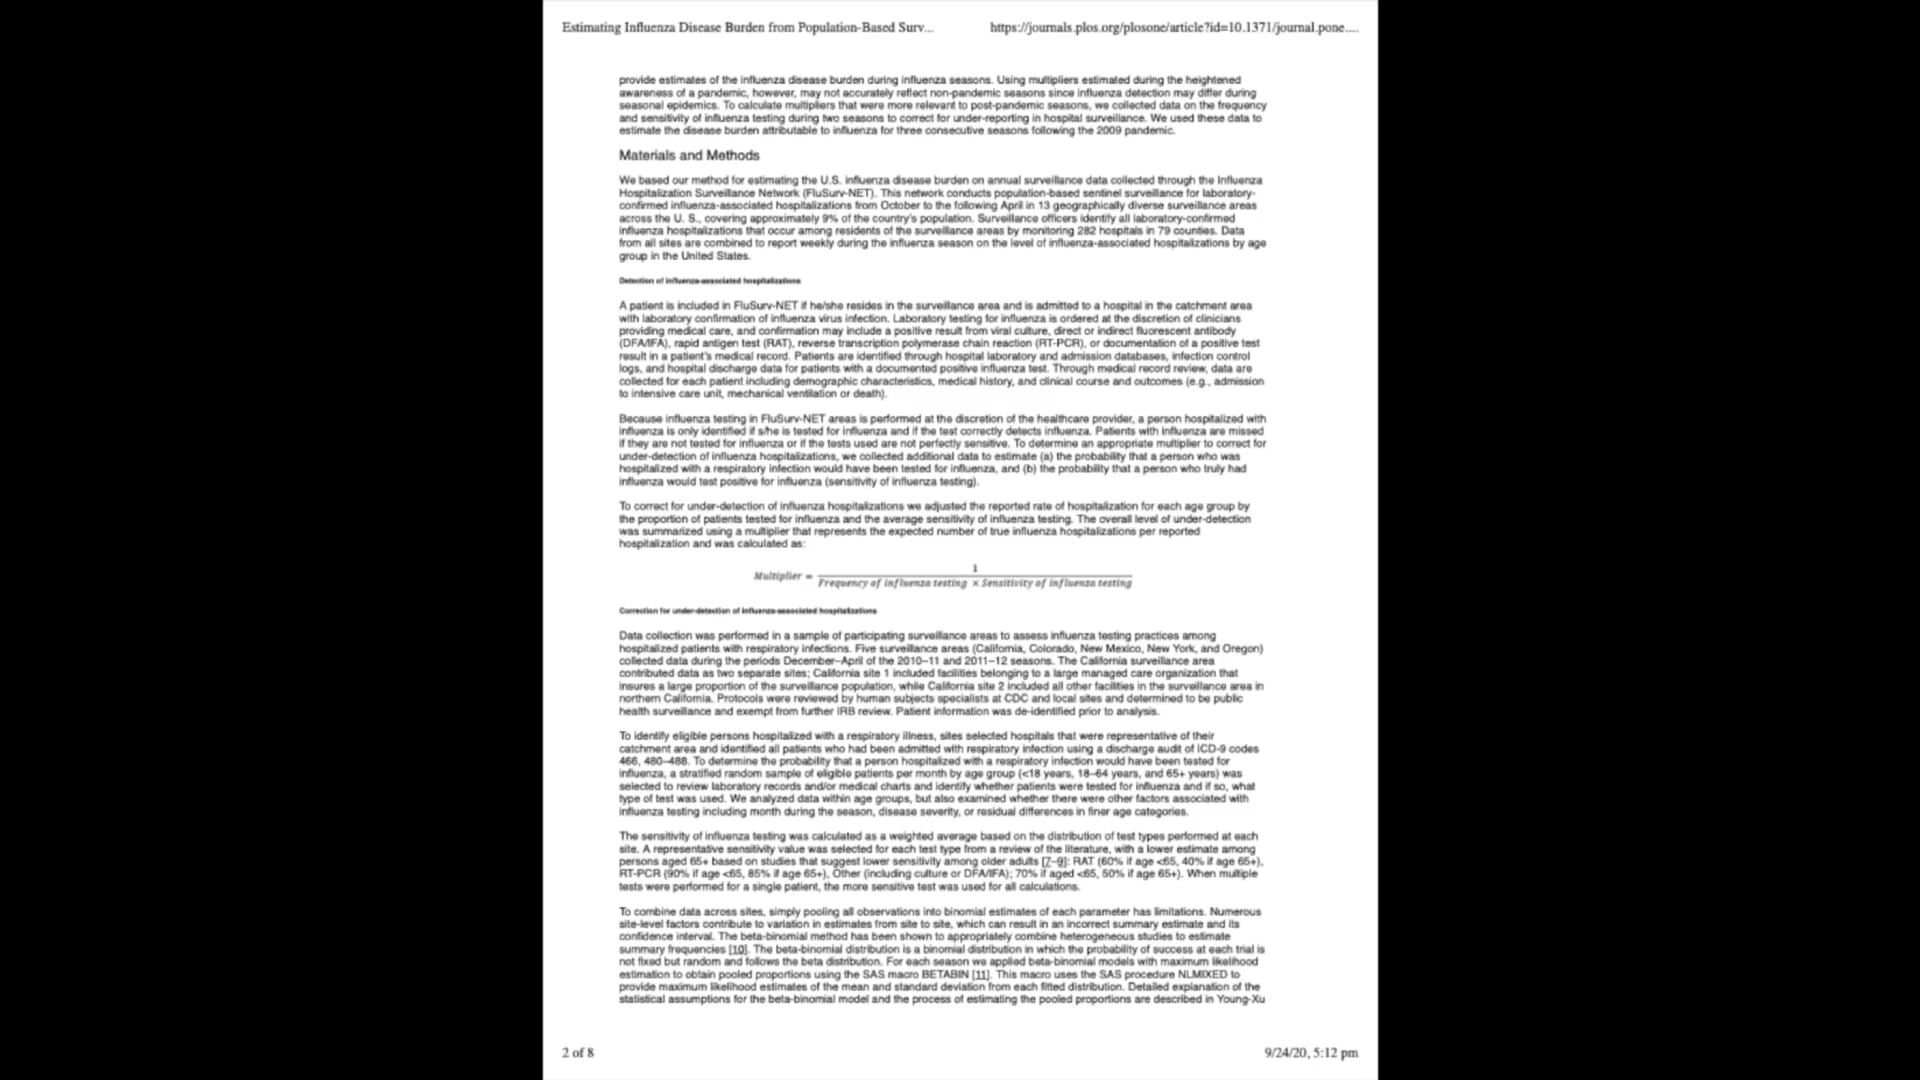 Estimating Influenza Disease Burden from Population-Based Surv... https://journals.plos.org/plosone/article?id=10.1371/journal.pone....
provide estimates of the influenza disease burden during influenza seasons. Using multipliers estimated during the heightened
awareness of a pandemic, however, may not accurately reflect non-pandemic seasons since influenza detection may differ during
seasonal epidemics. To calculate multipliers that were more relevant to post-pandemic seasons, we collected data on the frequency
and sensitivity of influenza testing during two seasons to correct for under-reporting in hospital surveillance. We used these data to
estimate the disease burden attributable to influenza for three consecutive seasons following the 2009 pandemic.
Materials and Methods
We based our method for estimating the U.S. influenza disease burden on annual surveillance data collected through the Influenza
Hospitalization Surveillance Network (FluSurv-NET). This network conducts population-based sentinel surveillance for laboratory-
confirmed influenza-associated hospitalizations from October to the following April in 13 geographically diverse surveillance areas
across the U. S., covering approximately 9% of the country's population. Surveillance officers identify all laboratory-confirmed
influenza hospitalizations that occur among residents of the surveillance areas by monitoring 282 hospitals in 79 counties. Data
from all sites are combined to report weekly during the influenza season on the level of influenza-associated hospitalizations by age
group in the United States.
Detection of influenza-associated hospitalizations
A patient is included in FluSurv-NET if he/she resides in the surveillance area and is admitted to a hospital in the catchment area
with laboratory confirmation of influenza virus infection. Laboratory testing for influenza is ordered at the discretion of clinicians
providing medical care, and confirmation may include a positive result from viral culture, direct or indirect fluorescent antibody
(DFA/IFA), rapid antigen test (RAT), reverse transcription polymerase chain reaction (RT-PCR), or documentation of a positive test
result in a patient's medical record. Patients are identified through hospital laboratory and admission databases, infection control
logs, and hospital discharge data for patients with a documented positive influenza test. Through medical record review, data are
collected for each patient including demographic characteristics, medical history, and clinical course and outcomes (e.g., admission
to intensive care unit, mechanical ventilation or death).
Because influenza testing in FluSurv-NET areas is performed at the discretion of the healthcare provider, a person hospitalized with
influenza is only identified if s/he is tested for influenza and if the test correctly detects influenza. Patients with influenza are missed
if they are not tested for influenza or if the tests used are not perfectly sensitive. To determine an appropriate multiplier to correct for
under-detection of influenza hospitalizations, we collected additional data to estimate (a) the probability that a person who was
hospitalized with a respiratory infection would have been tested for influenza, and (b) the probability that a person who truly had
influenza would test positive for influenza (sensitivity of influenza testing).
To correct for under-detection of influenza hospitalizations we adjusted the reported rate of hospitalization for each age group by
the proportion of patients tested for influenza and the average sensitivity of influenza testing. The overall level of under-detection
was summarized using a multiplier that represents the expected number of true influenza hospitalizations per reported
hospitalization and was calculated as:
1
Multiplier =
Frequency of influenza testing × Sensitivity of influenza testing
Correction for under-detection of influenza-associated hospitalizations
Data collection was performed in a sample of participating surveillance areas to assess influenza testing practices among
hospitalized patients with respiratory infections. Five surveillance areas (California, Colorado, New Mexico, New York, and Oregon)
collected data during the periods December–April of the 2010–11 and 2011–12 seasons. The California surveillance area
contributed data as two separate sites; California site 1 included facilities belonging to a large managed care organization that
insures a large proportion of the surveillance population, while California site 2 included all other facilities in the surveillance area in
northern California. Protocols were reviewed by human subjects specialists at CDC and local sites and determined to be public
health surveillance and exempt from further IRB review. Patient information was de-identified prior to analysis.
To identify eligible persons hospitalized with a respiratory illness, sites selected hospitals that were representative of their
catchment area and identified all patients who had been admitted with respiratory infection using a discharge audit of ICD-9 codes
466, 480–488. To determine the probability that a person hospitalized with a respiratory infection would have been tested for
influenza, a stratified random sample of eligible patients per month by age group (<18 years, 18–64 years, and 65+ years) was
selected to review laboratory records and/or medical charts and identify whether patients were tested for influenza and if so, what
type of test was used. We analyzed data within age groups, but also examined whether there were other factors associated with
influenza testing including month during the season, disease severity, or residual differences in finer age categories.
The sensitivity of influenza testing was calculated as a weighted average based on the distribution of test types performed at each
site. A representative sensitivity value was selected for each test type from a review of the literature, with a lower estimate among
persons aged 65+ based on studies that suggest lower sensitivity among older adults [7–9]: RAT (60% if age <65, 40% if age 65+),
RT-PCR (90% if age <65, 85% if age 65+), Other (including culture or DFA/IFA); 70% if aged <65, 50% if age 65+). When multiple
tests were performed for a single patient, the more sensitive test was used for all calculations.
To combine data across sites, simply pooling all observations into binomial estimates of each parameter has limitations. Numerous
site-level factors contribute to variation in estimates from site to site, which can result in an incorrect summary estimate and its
confidence interval. The beta-binomial method has been shown to appropriately combine heterogeneous studies to estimate
summary frequencies [10]. The beta-binomial distribution is a binomial distribution in which the probability of success at each trial is
not fixed but random and follows the beta distribution. For each season we applied beta-binomial models with maximum likelihood
estimation to obtain pooled proportions using the SAS macro BETABIN [11]. This macro uses the SAS procedure NLMIXED to
provide maximum likelihood estimates of the mean and standard deviation from each fitted distribution. Detailed explanation of the
statistical assumptions for the beta-binomial model and the process of estimating the pooled proportions are described in Young-Xu
2 of 8 9/24/20, 5:12 pm